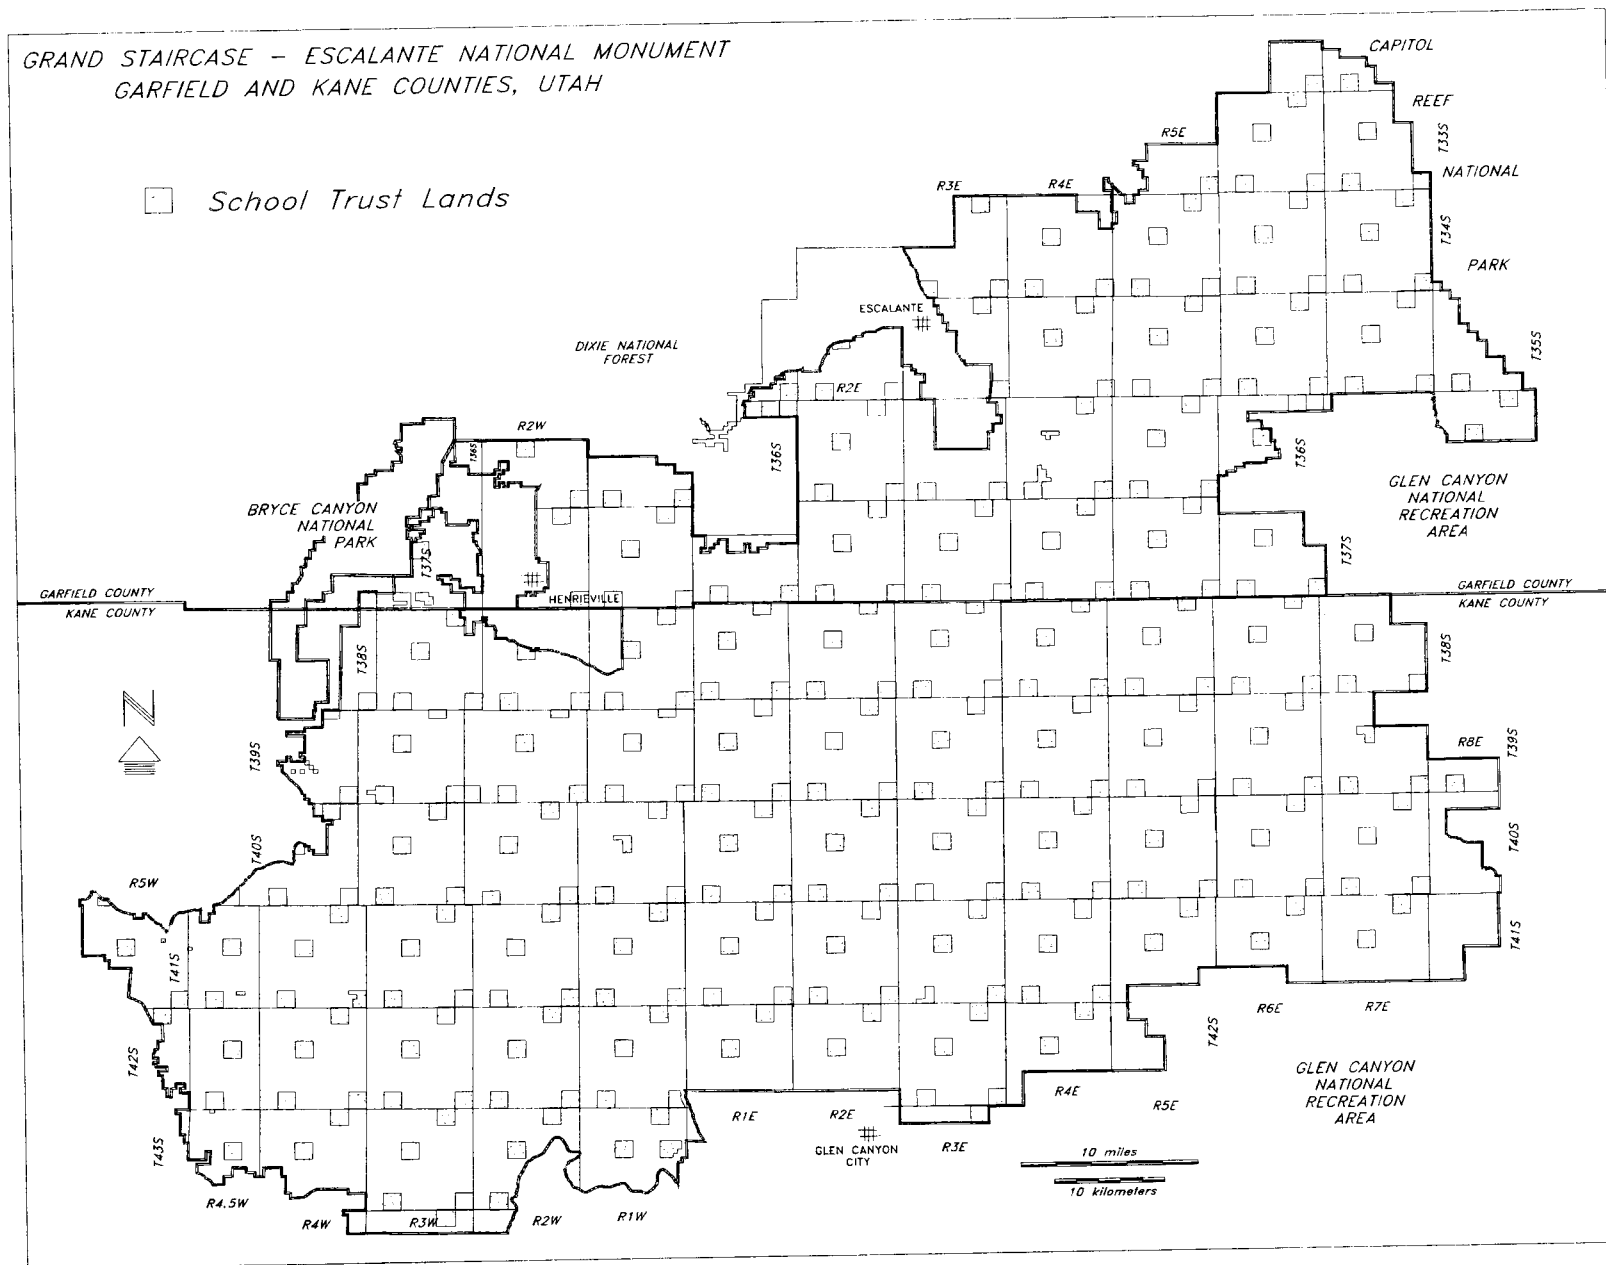 GRAND STAIRCASE – ESCALANTE NATIONAL MONUMENT
GARFIELD AND KANE COUNTIES, UTAH
School Trust Lands
CAPITOL
REEF
NATIONAL
PARK
T33S
T34S
T35S
R5E
R4E
R3E
ESCALANTE
DIXIE NATIONAL
FOREST
R2E
R2W
T36S
T36S
T36S
GLEN CANYON
NATIONAL
RECREATION
AREA
BRYCE CANYON
NATIONAL
PARK
T37S
T37S
HENRIEVILLE
GARFIELD COUNTY
KANE COUNTY
GARFIELD COUNTY
KANE COUNTY
T38S
T38S
N
T39S
R8E
T39S
T40S
T40S
R5W
T41S
T41S
T42S
T42S
R6E
R7E
GLEN CANYON
NATIONAL
RECREATION
AREA
R4E
R5E
R1E
R2E
R3E
GLEN CANYON
CITY
T43S
10 miles
10 kilometers
R4.5W
R4W
R3W
R2W
R1W